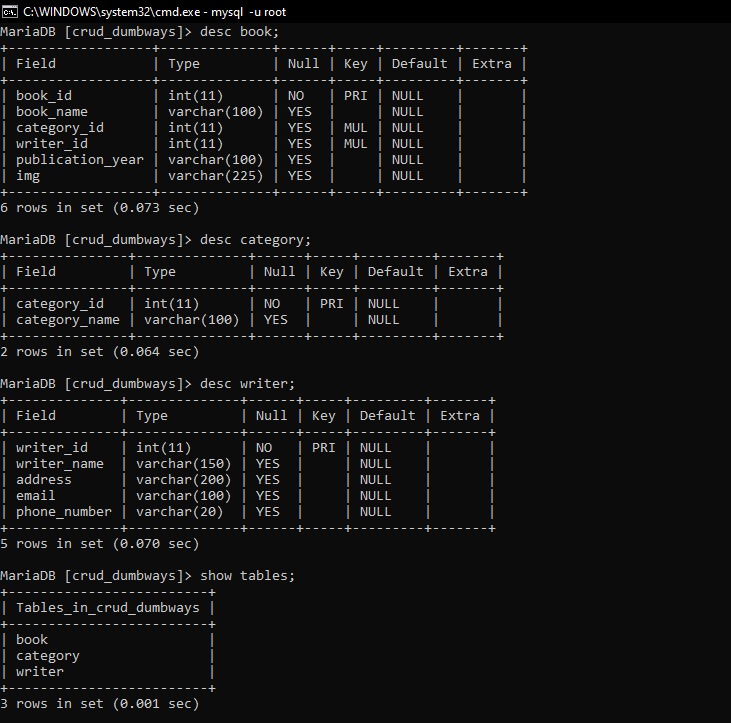 C:\WINDOWS\system32\cmd.exe - mysql  -u root
MariaDB [crud_dumbways]> desc book;
+------------------+--------------+------+-----+---------+-------+
| Field            | Type         | Null | Key | Default | Extra |
+------------------+--------------+------+-----+---------+-------+
| book_id          | int(11)      | NO   | PRI | NULL    |       |
| book_name        | varchar(100) | YES  |     | NULL    |       |
| category_id      | int(11)      | YES  | MUL | NULL    |       |
| writer_id        | int(11)      | YES  | MUL | NULL    |       |
| publication_year | varchar(100) | YES  |     | NULL    |       |
| img              | varchar(225) | YES  |     | NULL    |       |
+------------------+--------------+------+-----+---------+-------+
6 rows in set (0.073 sec)
MariaDB [crud_dumbways]> desc category;
+---------------+--------------+------+-----+---------+-------+
| Field         | Type         | Null | Key | Default | Extra |
+---------------+--------------+------+-----+---------+-------+
| category_id   | int(11)      | NO   | PRI | NULL    |       |
| category_name | varchar(100) | YES  |     | NULL    |       |
+---------------+--------------+------+-----+---------+-------+
2 rows in set (0.064 sec)
MariaDB [crud_dumbways]> desc writer;
+--------------+--------------+------+-----+---------+-------+
| Field        | Type         | Null | Key | Default | Extra |
+--------------+--------------+------+-----+---------+-------+
| writer_id    | int(11)      | NO   | PRI | NULL    |       |
| writer_name  | varchar(150) | YES  |     | NULL    |       |
| address      | varchar(200) | YES  |     | NULL    |       |
| email        | varchar(100) | YES  |     | NULL    |       |
| phone_number | varchar(20)  | YES  |     | NULL    |       |
+--------------+--------------+------+-----+---------+-------+
5 rows in set (0.070 sec)
MariaDB [crud_dumbways]> show tables;
+-------------------------+
| Tables_in_crud_dumbways |
+-------------------------+
| book                    |
| category                |
| writer                  |
+-------------------------+
3 rows in set (0.001 sec)